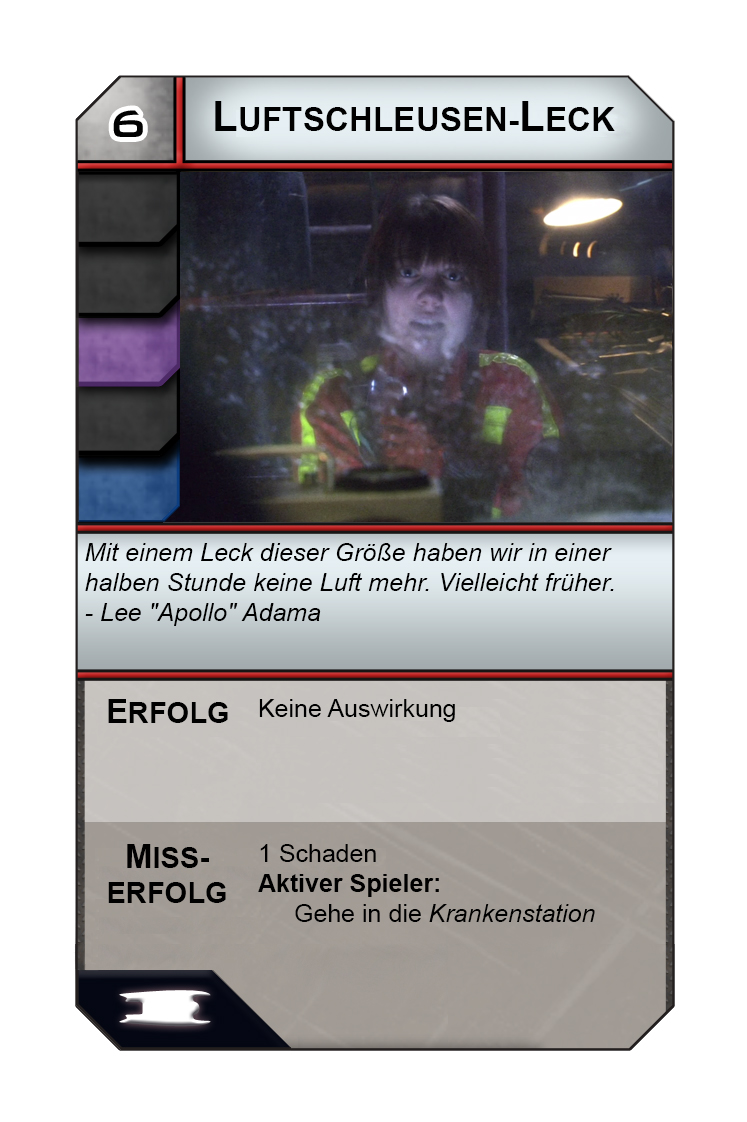 6
LUFTSCHLEUSEN-LECK
Mit einem Leck dieser Größe haben wir in einer
halben Stunde keine Luft mehr. Vielleicht früher.
- Lee "Apollo" Adama
ERFOLG
Keine Auswirkung
MISS-
ERFOLG
1 Schaden
Aktiver Spieler:
Gehe in die Krankenstation